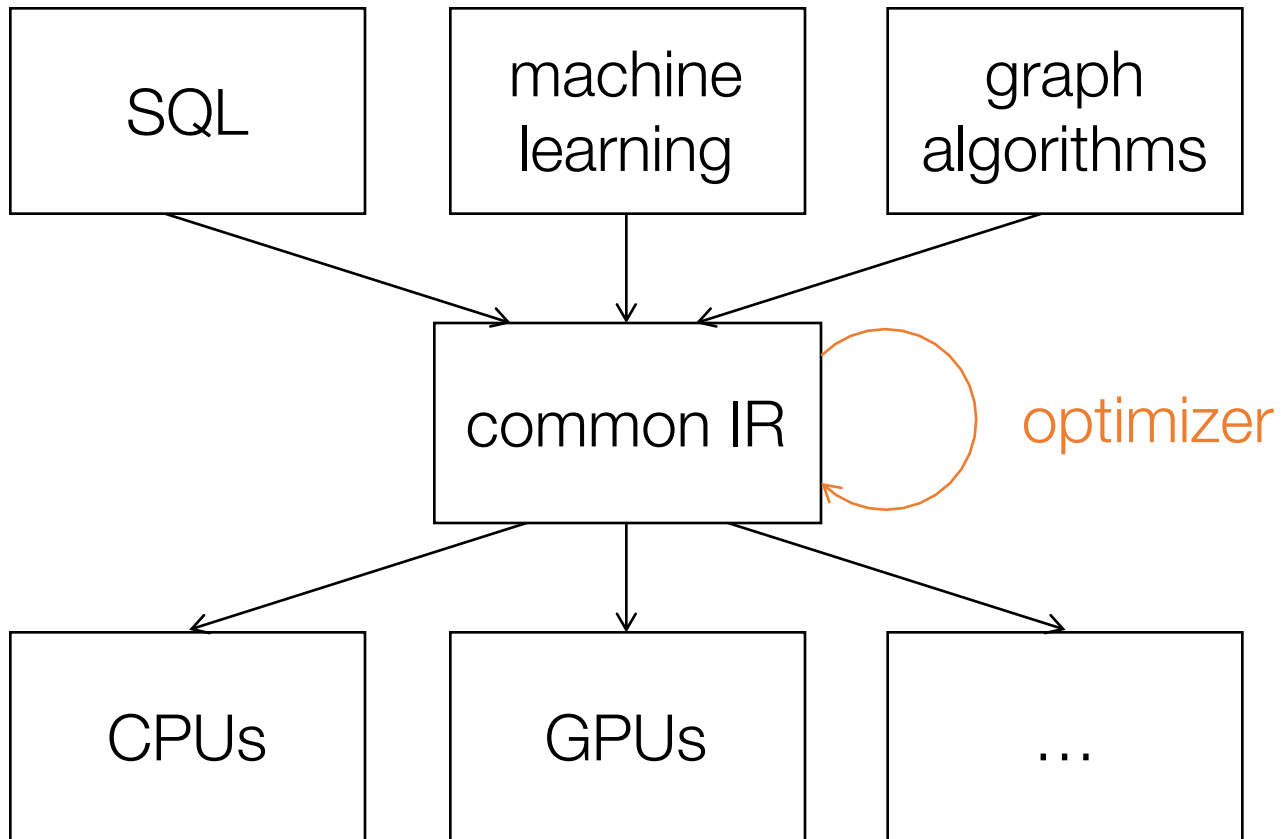 SQL
machine
learning
graph
algorithms
common IR
optimizer
CPUs
GPUs
…